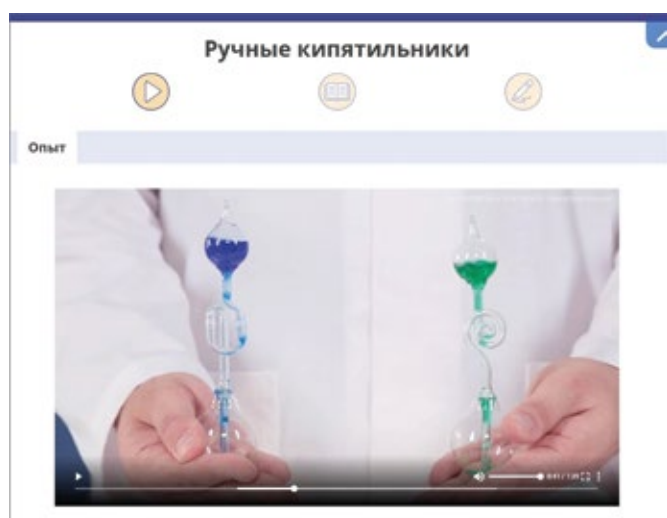 Ручные кипятильники
Опыт